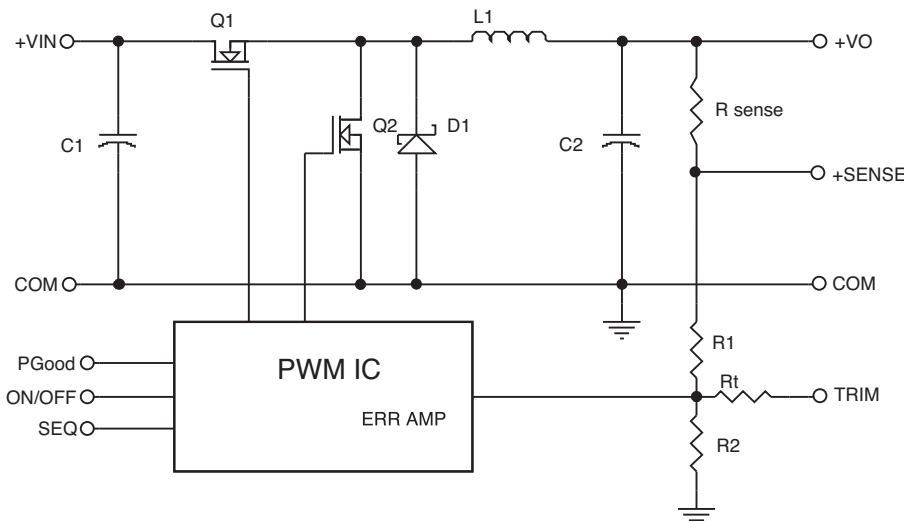 Q1
L1
+VIN
+VO
R sense
C1
Q2
D1
C2
+SENSE
COM
COM
R1
PGood
PWM IC
Rt
ON/OFF
TRIM
ERR AMP
SEQ
R2